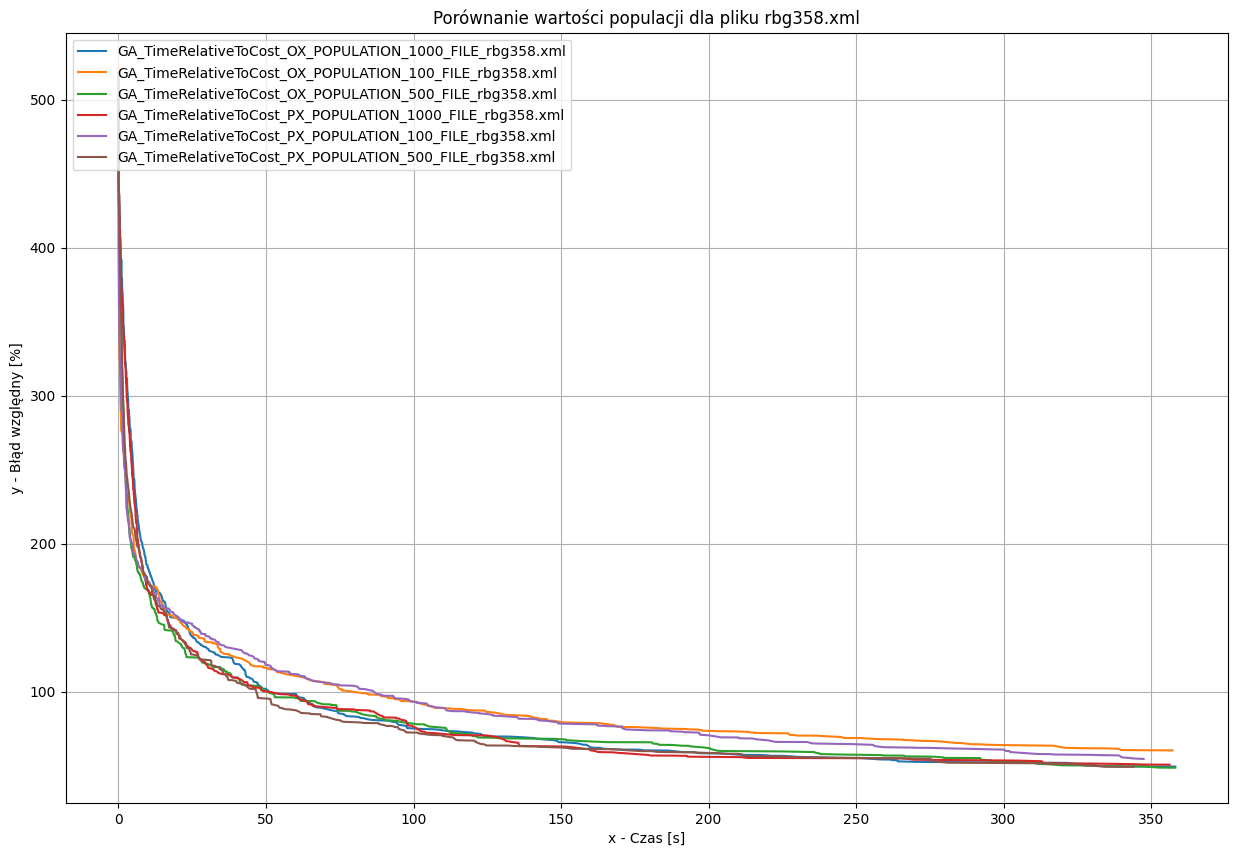 Porównanie wartości populacji dla pliku rbg358.xml
GA_TimeRelativeToCost_OX_POPULATION_1000_FILE_rbg358.xml
GA_TimeRelativeToCost_OX_POPULATION_100_FILE_rbg358.xml
GA_TimeRelativeToCost_OX_POPULATION_500_FILE_rbg358.xml
GA_TimeRelativeToCost_PX_POPULATION_1000_FILE_rbg358.xml
GA_TimeRelativeToCost_PX_POPULATION_100_FILE_rbg358.xml
GA_TimeRelativeToCost_PX_POPULATION_500_FILE_rbg358.xml
500
400
300
200
100
y - Błąd względny [%]
0 50 100 150 200 250 300 350
x - Czas [s]